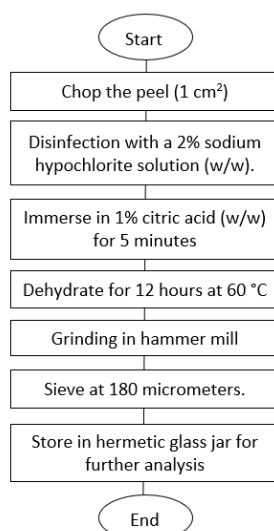 Start
Chop the peel (1 cm²)
Disinfection with a 2% sodium
hypochlorite solution (w/w).
Immerse in 1% citric acid (w/w)
for 5 minutes
Dehydrate for 12 hours at 60 °C
Grinding in hammer mill
Sieve at 180 micrometers.
Store in hermetic glass jar for
further analysis
End